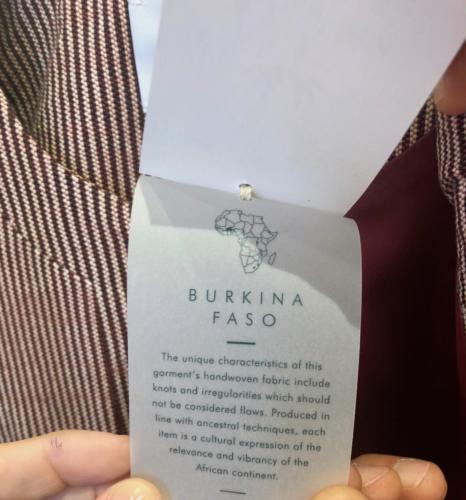 BURKINA
FASO
The unique characteristics of this
garment's handwoven fabric include
knots and irregularities which should
not be considered flaws. Produced in
line with ancestral techniques, each
item is a cultural expression of the
relevance and vibrancy of the
African continent.